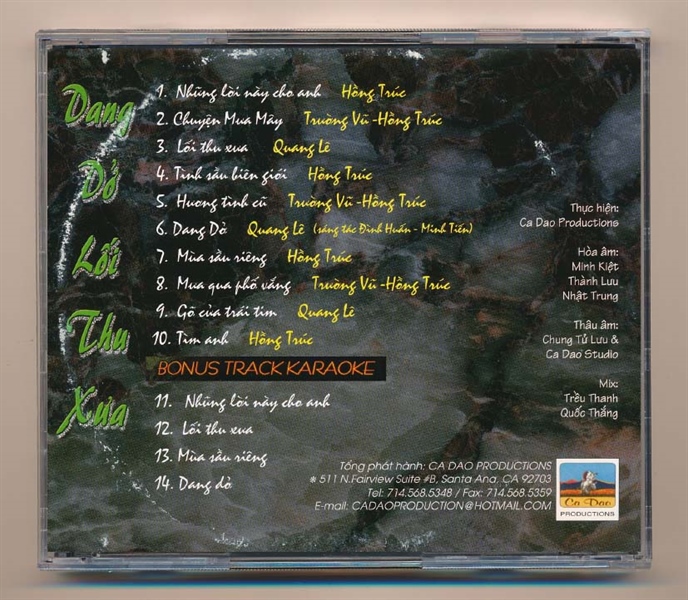 Dang
Dở
Lối
Thu
Xưa
1. Những lời này cho anh Hồng Trúc
2. Chuyện Mưa Mây Trường Vũ -Hồng Trúc
3. Lối thu xưa Quang Lê
4. Tình sầu biên giới Hồng Trúc
5. Hương tình cũ Trường Vũ -Hồng Trúc
6. Dang Dở Quang Lê (sáng tác Đình Huấn - Minh Tiến)
7. Mùa sầu riêng Hồng Trúc
8. Mưa qua phố vắng Trường Vũ -Hồng Trúc
9. Gõ cửa trái tim Quang Lê
10. Tìm anh Hồng Trúc
BONUS TRACK KARAOKE
11. Những lời này cho anh
12. Lối thu xưa
13. Mùa sầu riêng
14. Dang dở
Thực hiện:
Ca Dao Productions
Hòa âm:
Minh Kiệt
Thành Lưu
Nhật Trung
Thâu âm:
Chung Tử Lưu &
Ca Dao Studio
Mix:
Trều Thanh
Quốc Thắng
Tổng phát hành: CA DAO PRODUCTIONS
* 511 N.Fairview Suite #B, Santa Ana, CA 92703
Tel: 714.568.5348 / Fax: 714.568.5359
E-mail: CADAOPRODUCTION@HOTMAIL.COM
Ca Dao
PRODUCTIONS